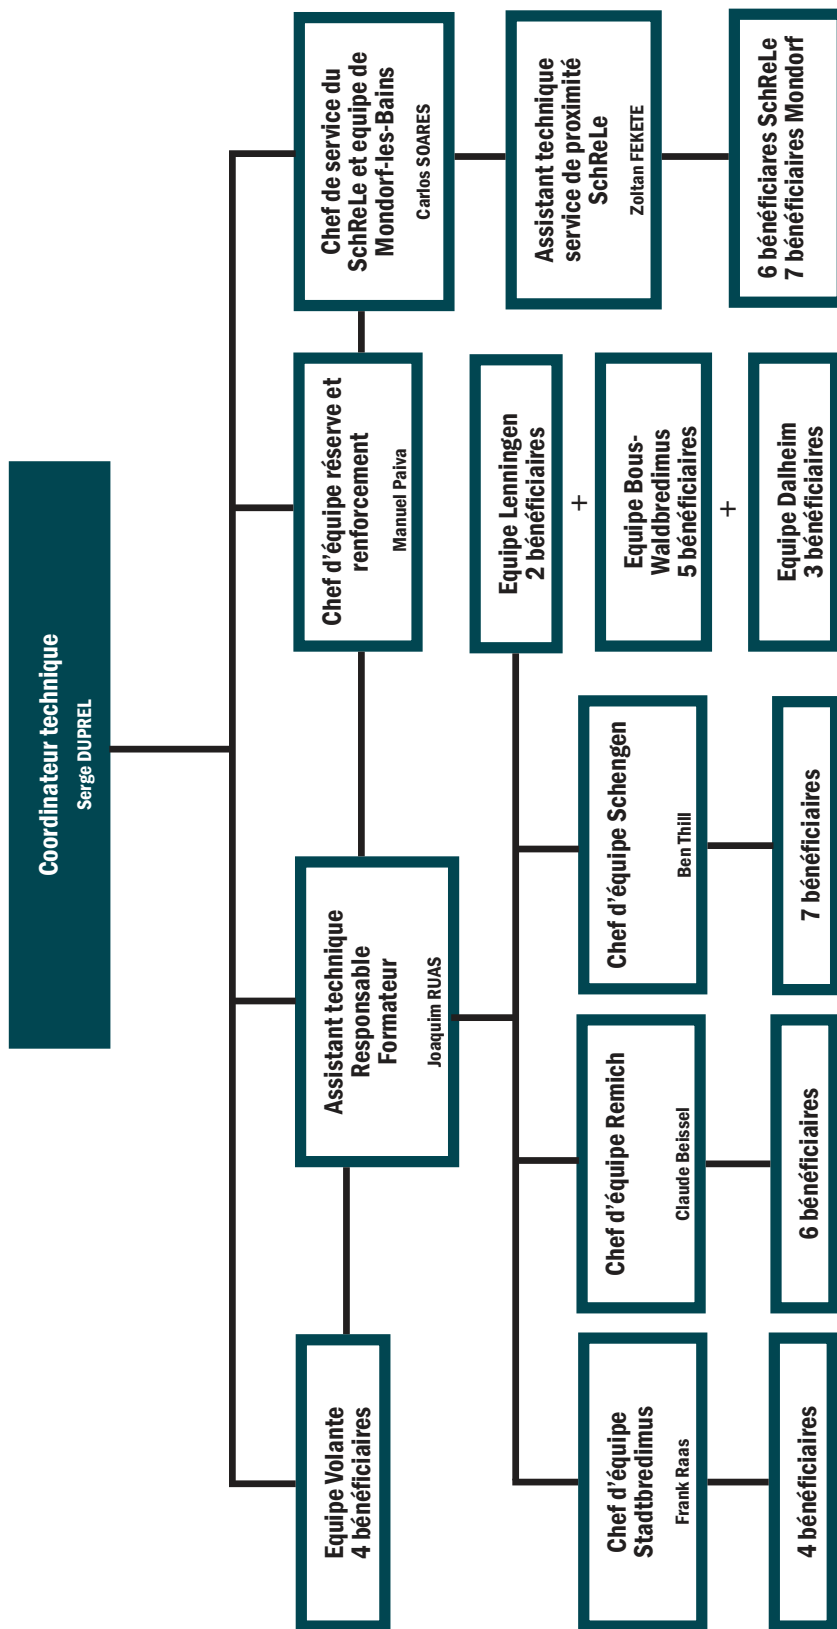 Coordinateur technique
Serge DUPREL
Equipe Volante
4 bénéficiaires
Assistant technique
Responsable
Formateur
Joaquim RUAS
Chef d'équipe réserve et
renforcement
Manuel Paiva
Chef de service du
SchReLe et equipe de
Mondorf-les-Bains
Carlos SOARES
Chef d'équipe
Stadtbredimus
Frank Raas
4 bénéficiaires
Chef d'équipe Remich
Claude Beissel
6 bénéficiaires
Chef d'équipe Schengen
Ben Thill
7 bénéficiaires
Equipe Lenningen
2 bénéficiaires
+
Equipe Bous-
Waldbredimus
5 bénéficiaires
+
Equipe Dalheim
3 bénéficiaires
Assistant technique
service de proximité
SchReLe
Zoltan FEKETE
6 bénéficiares SchReLe
7 bénéficiaires Mondorf